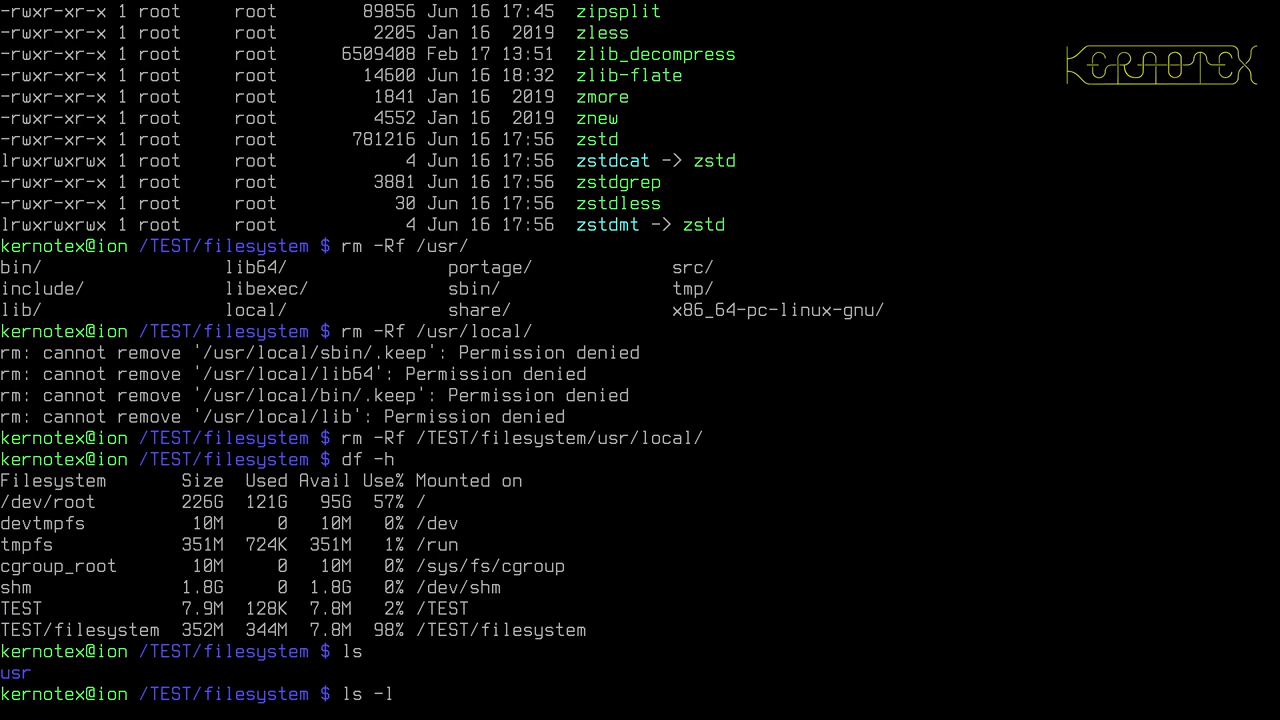 -rwxr-xr-x 1 root     root        89856 Jun 16 17:45  zipsplit
-rwxr-xr-x 1 root     root         2205 Jan 16  2019  zless
-rwxr-xr-x 1 root     root      6509408 Feb 17 13:51  zlib_decompress
-rwxr-xr-x 1 root     root        14600 Jun 16 18:32  zlib-flate
-rwxr-xr-x 1 root     root         1841 Jan 16  2019  zmore
-rwxr-xr-x 1 root     root         4552 Jan 16  2019  znew
-rwxr-xr-x 1 root     root       781216 Jun 16 17:56  zstd
lrwxrwxrwx 1 root     root            4 Jun 16 17:56  zstdcat -> zstd
-rwxr-xr-x 1 root     root         3881 Jun 16 17:56  zstdgrep
-rwxr-xr-x 1 root     root           30 Jun 16 17:56  zstdless
lrwxrwxrwx 1 root     root            4 Jun 16 17:56  zstdmt -> zstd
KERNOTEX
kernotex@ion /TEST/filesystem $ rm -Rf /usr/
bin/                 lib64/               portage/             src/
include/             libexec/             sbin/                tmp/
lib/                 local/               share/               x86_64-pc-linux-gnu/
kernotex@ion /TEST/filesystem $ rm -Rf /usr/local/
rm: cannot remove '/usr/local/sbin/.keep': Permission denied
rm: cannot remove '/usr/local/lib64': Permission denied
rm: cannot remove '/usr/local/bin/.keep': Permission denied
rm: cannot remove '/usr/local/lib': Permission denied
kernotex@ion /TEST/filesystem $ rm -Rf /TEST/filesystem/usr/local/
kernotex@ion /TEST/filesystem $ df -h
Filesystem       Size  Used Avail Use% Mounted on
/dev/root        226G  121G   95G  57% /
devtmpfs          10M     0   10M   0% /dev
tmpfs            351M  724K  351M   1% /run
cgroup_root       10M     0   10M   0% /sys/fs/cgroup
shm              1.8G     0  1.8G   0% /dev/shm
TEST             7.9M  128K  7.8M   2% /TEST
TEST/filesystem  352M  344M  7.8M  98% /TEST/filesystem
kernotex@ion /TEST/filesystem $ ls
usr
kernotex@ion /TEST/filesystem $ ls -l